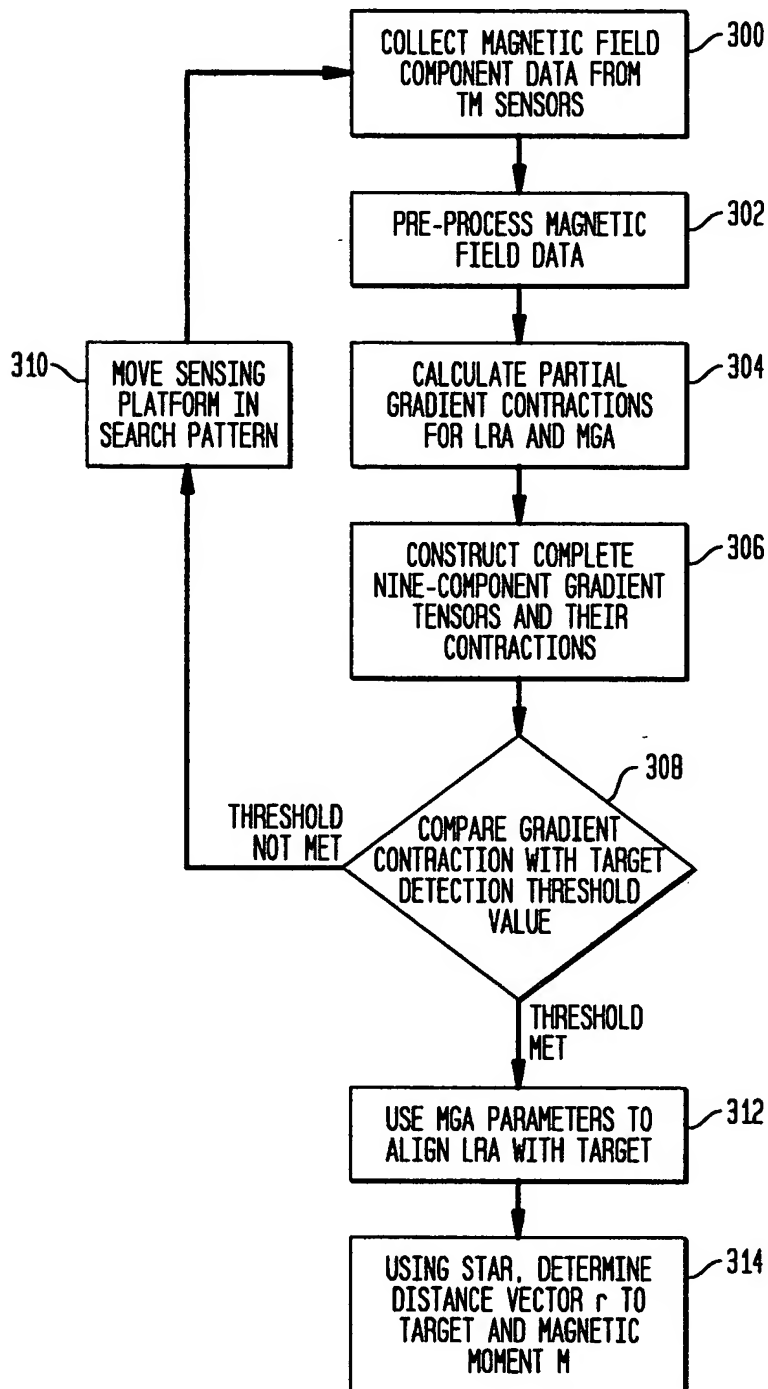 COLLECT MAGNETIC FIELD
COMPONENT DATA FROM
TM SENSORS
300
PRE-PROCESS MAGNETIC
FIELD DATA
302
310
MOVE SENSING
PLATFORM IN
SEARCH PATTERN
CALCULATE PARTIAL
GRADIENT CONTRACTIONS
FOR LRA AND MGA
304
CONSTRUCT COMPLETE
NINE-COMPONENT GRADIENT
TENSORS AND THEIR
CONTRACTIONS
306
308
THRESHOLD
NOT MET
COMPARE GRADIENT
CONTRACTION WITH TARGET
DETECTION THRESHOLD
VALUE
THRESHOLD
MET
USE MGA PARAMETERS TO
ALIGN LRA WITH TARGET
312
USING STAR, DETERMINE
DISTANCE VECTOR r TO
TARGET AND MAGNETIC
MOMENT M
314